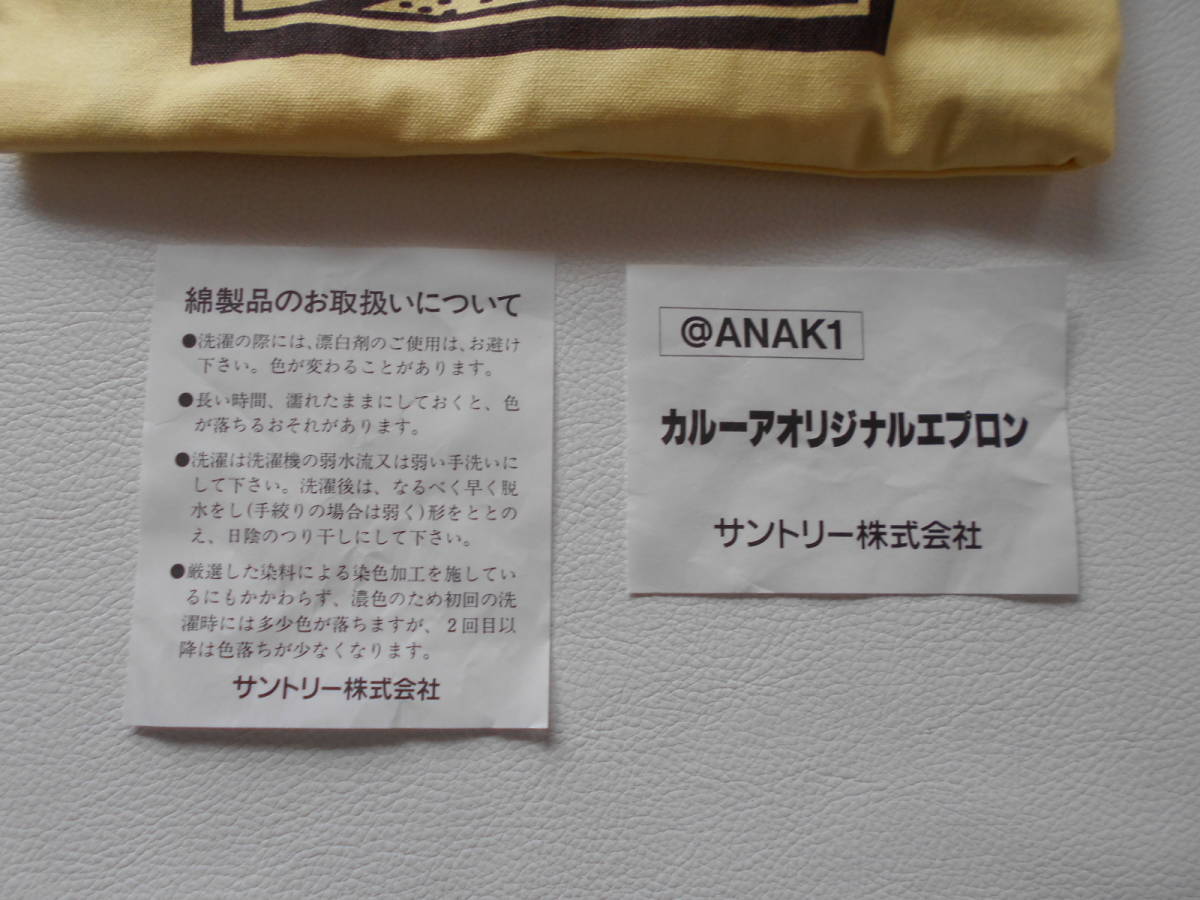 綿製品のお取扱いについて
●洗濯の際には、漂白剤のご使用は、お避け
下さい。色が変わることがあります。
●長い時間、濡れたままにしておくと、色
が落ちるおそれがあります。
●洗濯は洗濯機の弱水流又は弱い手洗いに
して下さい。洗濯後は、なるべく早く脱
水をし(手絞りの場合は弱く)形をととの
え、日陰のつり干しにして下さい。
●厳選した染料による染色加工を施してい
るにもかかわらず、濃色のため初回の洗
濯時には多少色が落ちますが、2回目以
降は色落ちが少なくなります。
サントリー株式会社
@ANAK1
カルーアオリジナルエプロン
サントリー株式会社